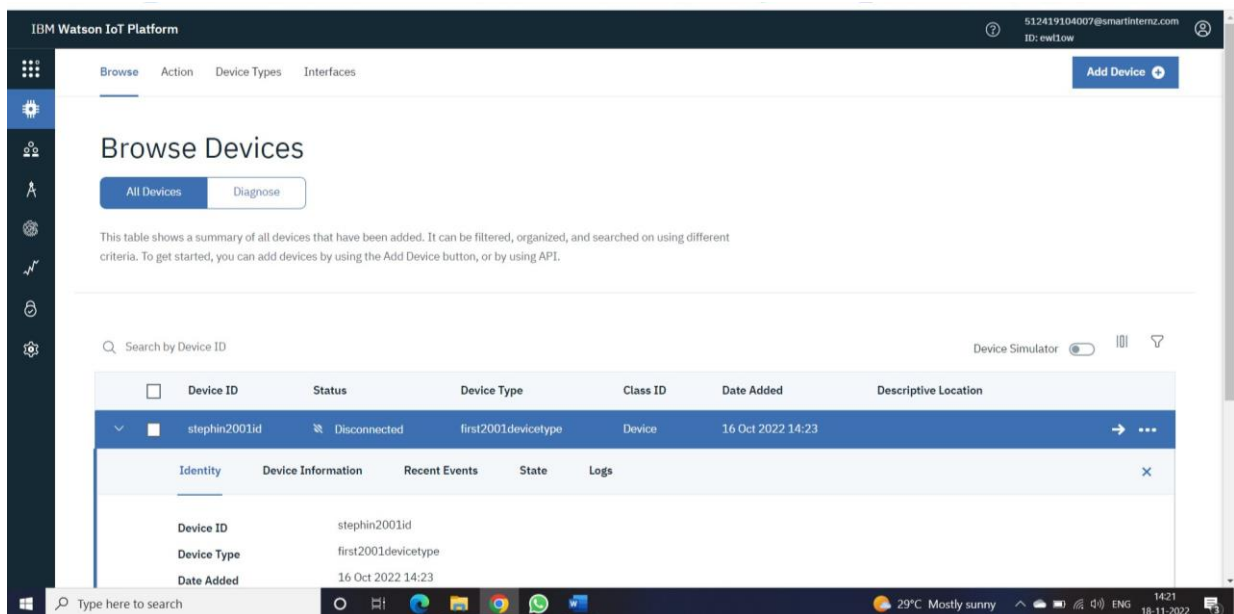 IBM Watson IoT Platform
512419104007@smartinternz.com
ID: ewl1ow
Browse Action Device Types Interfaces
Add Device
Browse Devices
All Devices Diagnose
This table shows a summary of all devices that have been added. It can be filtered, organized, and searched on using different
criteria. To get started, you can add devices by using the Add Device button, or by using API.
Search by Device ID
Device Simulator
Device ID Status Device Type Class ID Date Added Descriptive Location
stephin2001id Disconnected first2001devicetype Device 16 Oct 2022 14:23
Identity Device Information Recent Events State Logs
Device ID stephin2001id
Device Type first2001devicetype
Date Added 16 Oct 2022 14:23
Type here to search
29°C Mostly sunny
ENG
14:21
18-11-2022
3